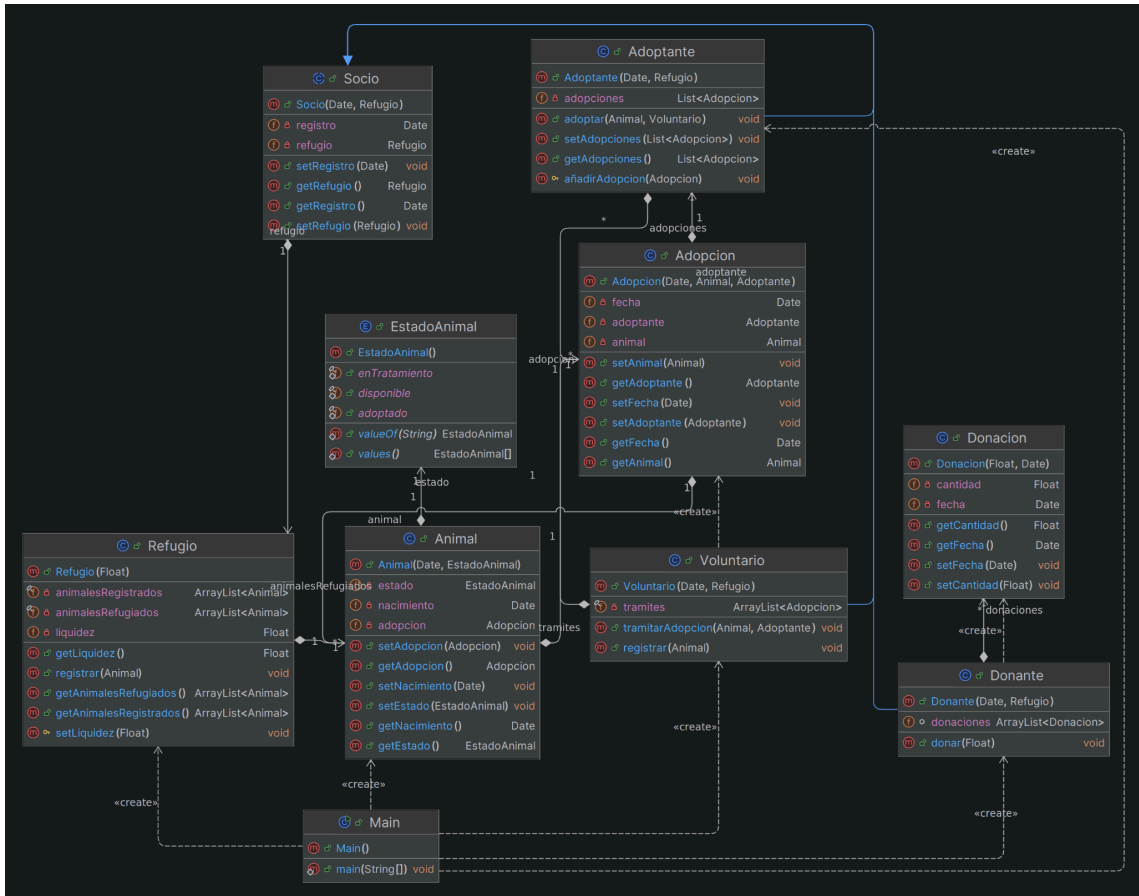 Socio
Socio(Date, Refugio)
registro Date
refugio Refugio
setRegistro(Date) void
getRefugio() Refugio
getRegistro() Date
setRefugio(Refugio) void
refugio
1
Adoptante
Adoptante(Date, Refugio)
adopciones List<Adopcion>
adoptar(Animal, Voluntario) void
setAdopciones(List<Adopcion>) void
getAdopciones() List<Adopcion>
añadirAdopcion(Adopcion) void
«create»
*
1
adopciones
Adopcion
adoptante
Adopcion(Date, Animal, Adoptante)
fecha Date
adoptante Adoptante
animal Animal
setAnimal(Animal) void
getAdoptante() Adoptante
setFecha(Date) void
setAdoptante(Adoptante) void
getFecha() Date
getAnimal() Animal
adopcion
*
1
1
1
1
«create»
EstadoAnimal
EstadoAnimal()
enTratamiento
disponible
adoptado
valueOf(String) EstadoAnimal
values() EstadoAnimal[]
1
estado
1
animal
1
Donacion
Donacion(Float, Date)
cantidad Float
fecha Date
getCantidad() Float
getFecha() Date
setFecha(Date) void
setCantidad(Float) void
* donaciones
«create»
1
Refugio
Refugio(Float)
animalesRegistrados ArrayList<Animal>
animalesRefugiados ArrayList<Animal>
liquidez Float
getLiquidez() Float
registrar(Animal) void
getAnimalesRefugiados() ArrayList<Animal>
getAnimalesRegistrados() ArrayList<Animal>
setLiquidez(Float) void
animalesRefugiados
1
*
Animal
Animal(Date, EstadoAnimal)
estado EstadoAnimal
nacimiento Date
adopcion Adopcion
setAdopcion(Adopcion) void
getAdopcion() Adopcion
setNacimiento(Date) void
setEstado(EstadoAnimal) void
getNacimiento() Date
getEstado() EstadoAnimal
tramites
Voluntario
Voluntario(Date, Refugio)
tramites ArrayList<Adopcion>
tramitarAdopcion(Animal, Adoptante) void
registrar(Animal) void
«create»
Donante
Donante(Date, Refugio)
donaciones ArrayList<Donacion>
donar(Float) void
«create»
«create»
«create»
Main
Main()
main(String[]) void